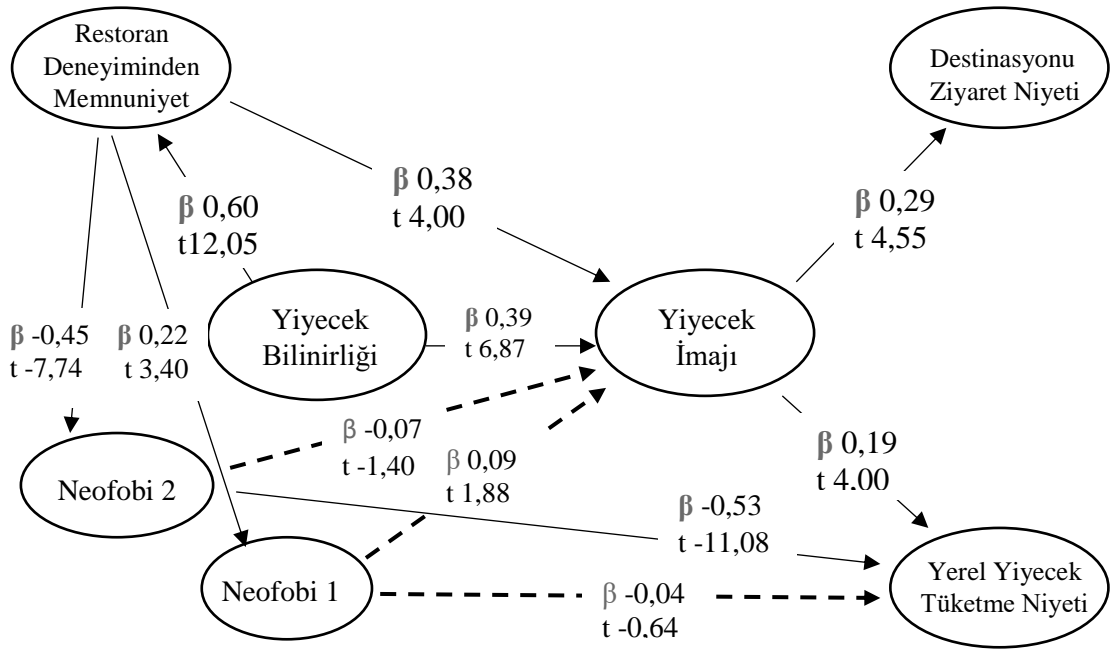 Restoran
Deneyiminden
Memnuniyet
Destinasyonu
Ziyaret Niyeti
β 0,38
t 4,00
β 0,60
t12,05
β 0,29
t 4,55
β -0,45
t -7,74
β 0,22
t 3,40
Yiyecek
Bilinirliği
β 0,39
t 6,87
Yiyecek
İmajı
β -0,07
t -1,40
β 0,09
t 1,88
β 0,19
t 4,00
Neofobi 2
β -0,53
t -11,08
Neofobi 1
β -0,04
t -0,64
Yerel Yiyecek
Tüketme Niyeti